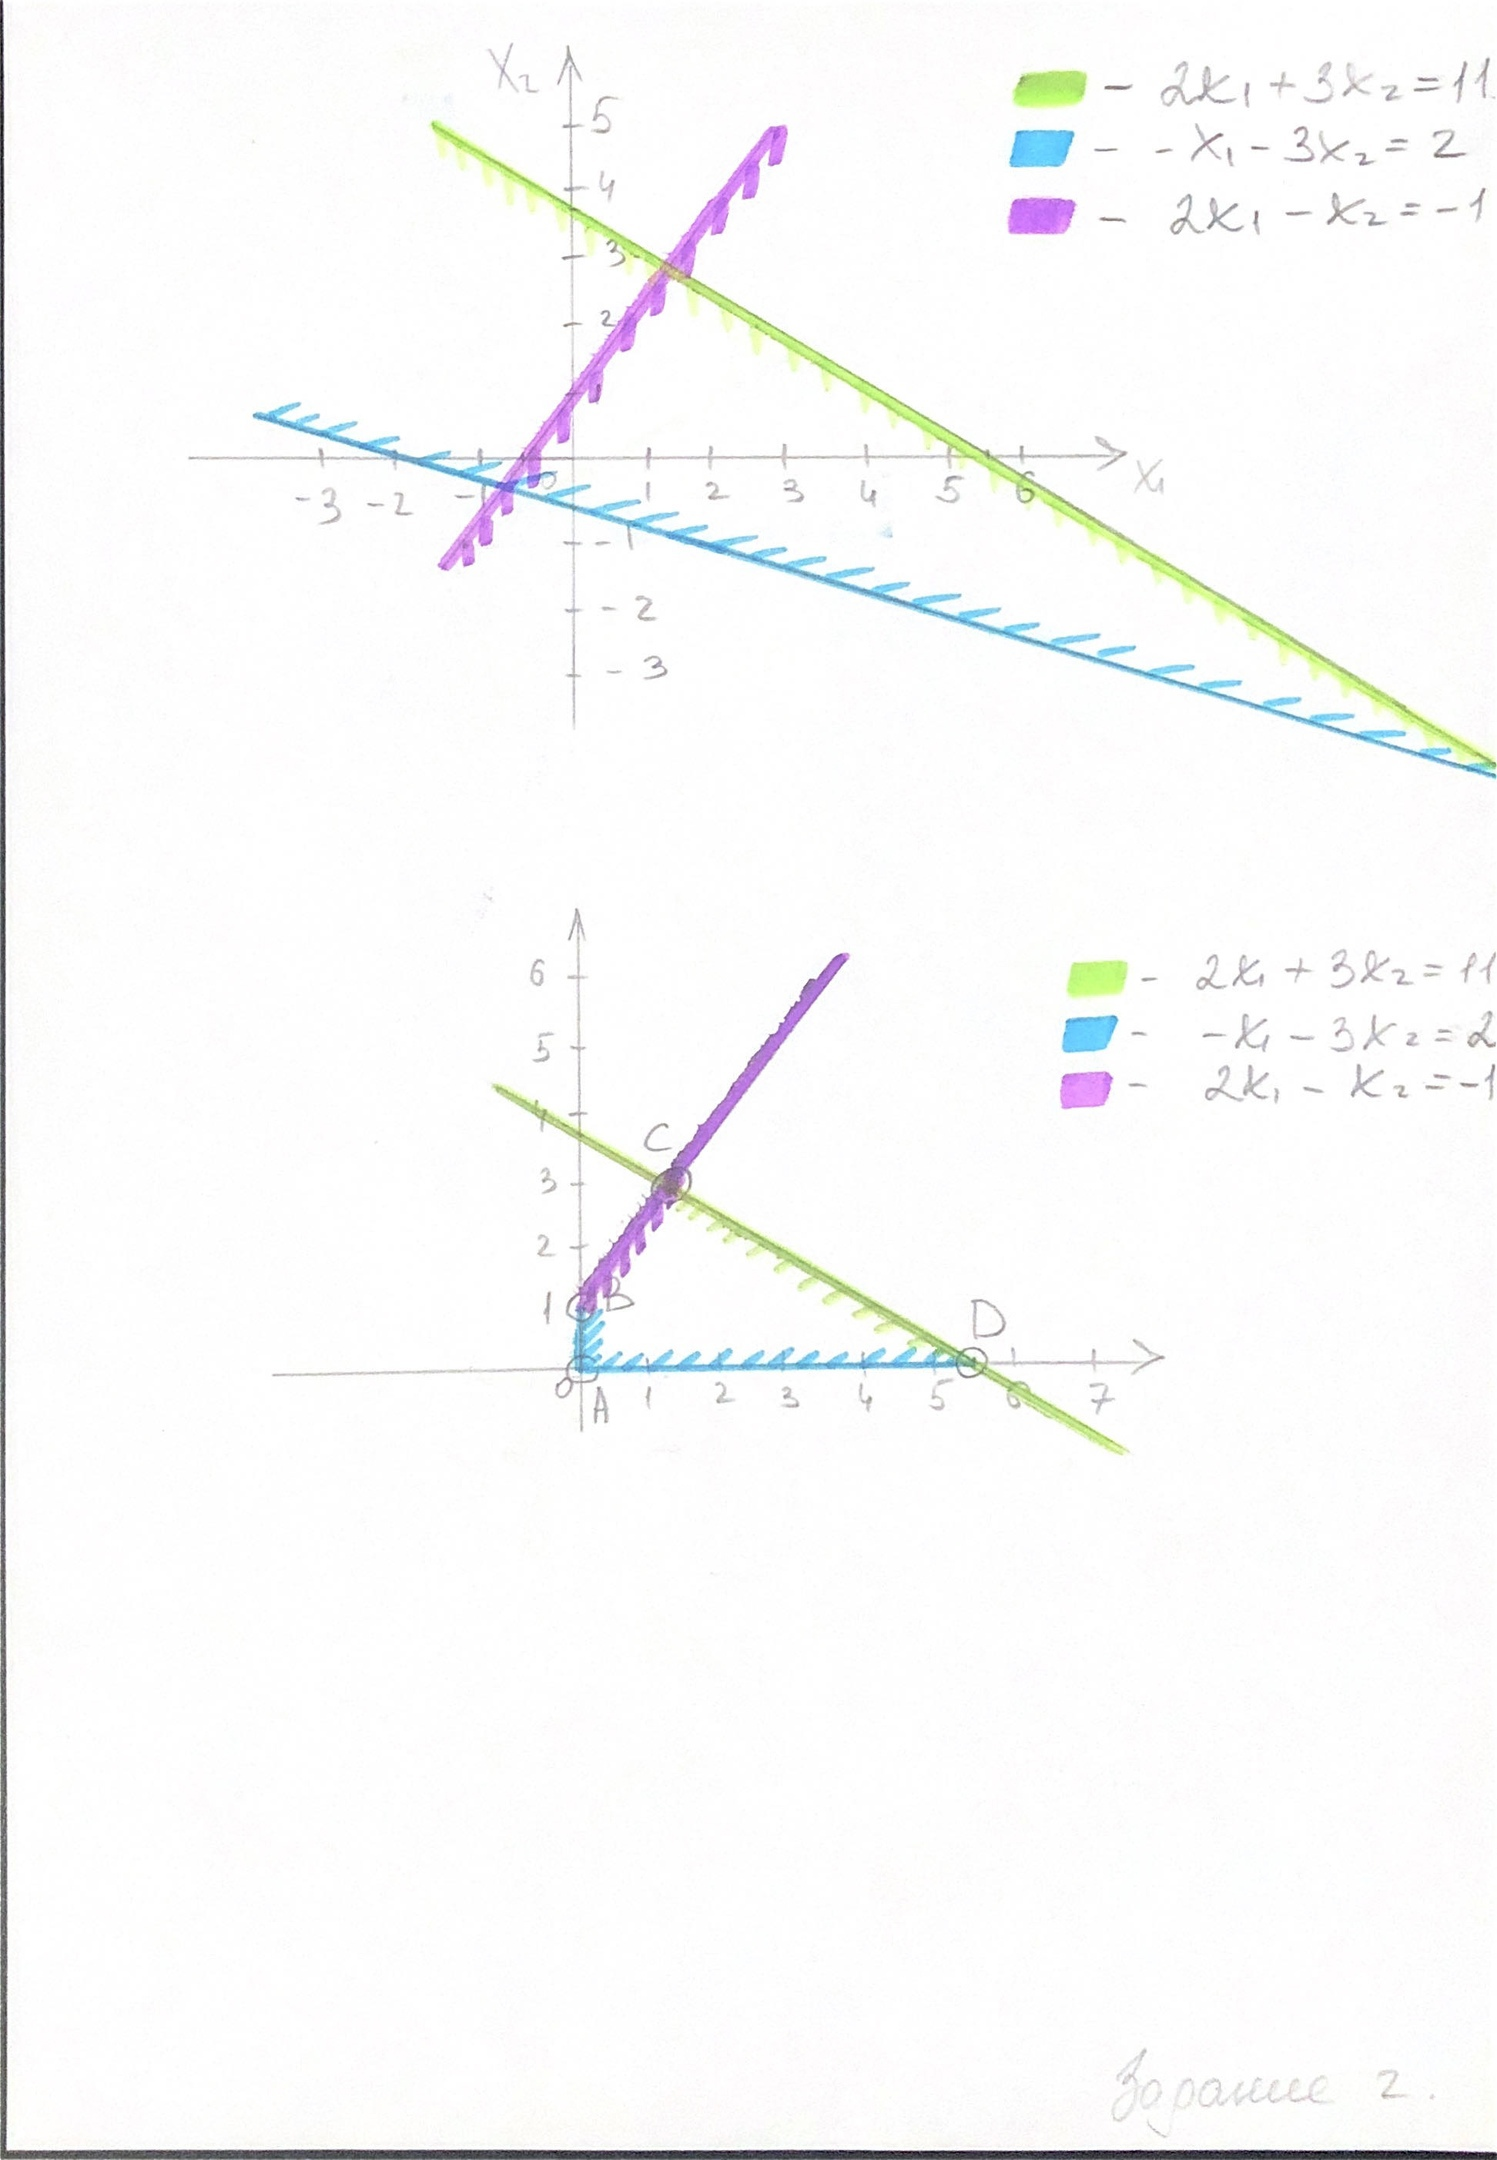 X₂
5
4
3
2
1
-3 -2 -1 0 1 2 3 4 5 6 X₁
-1
-2
-3
- 2x₁ + 3x₂ = 11
- -x₁ - 3x₂ = 2
- 2x₁ - x₂ = -1
6
5
4
C
3
2
1 B
D
0 A 1 2 3 4 5 6 7
- 2x₁ + 3x₂ = 11
- -x₁ - 3x₂ = 2
- 2x₁ - x₂ = -1
Задание 2.